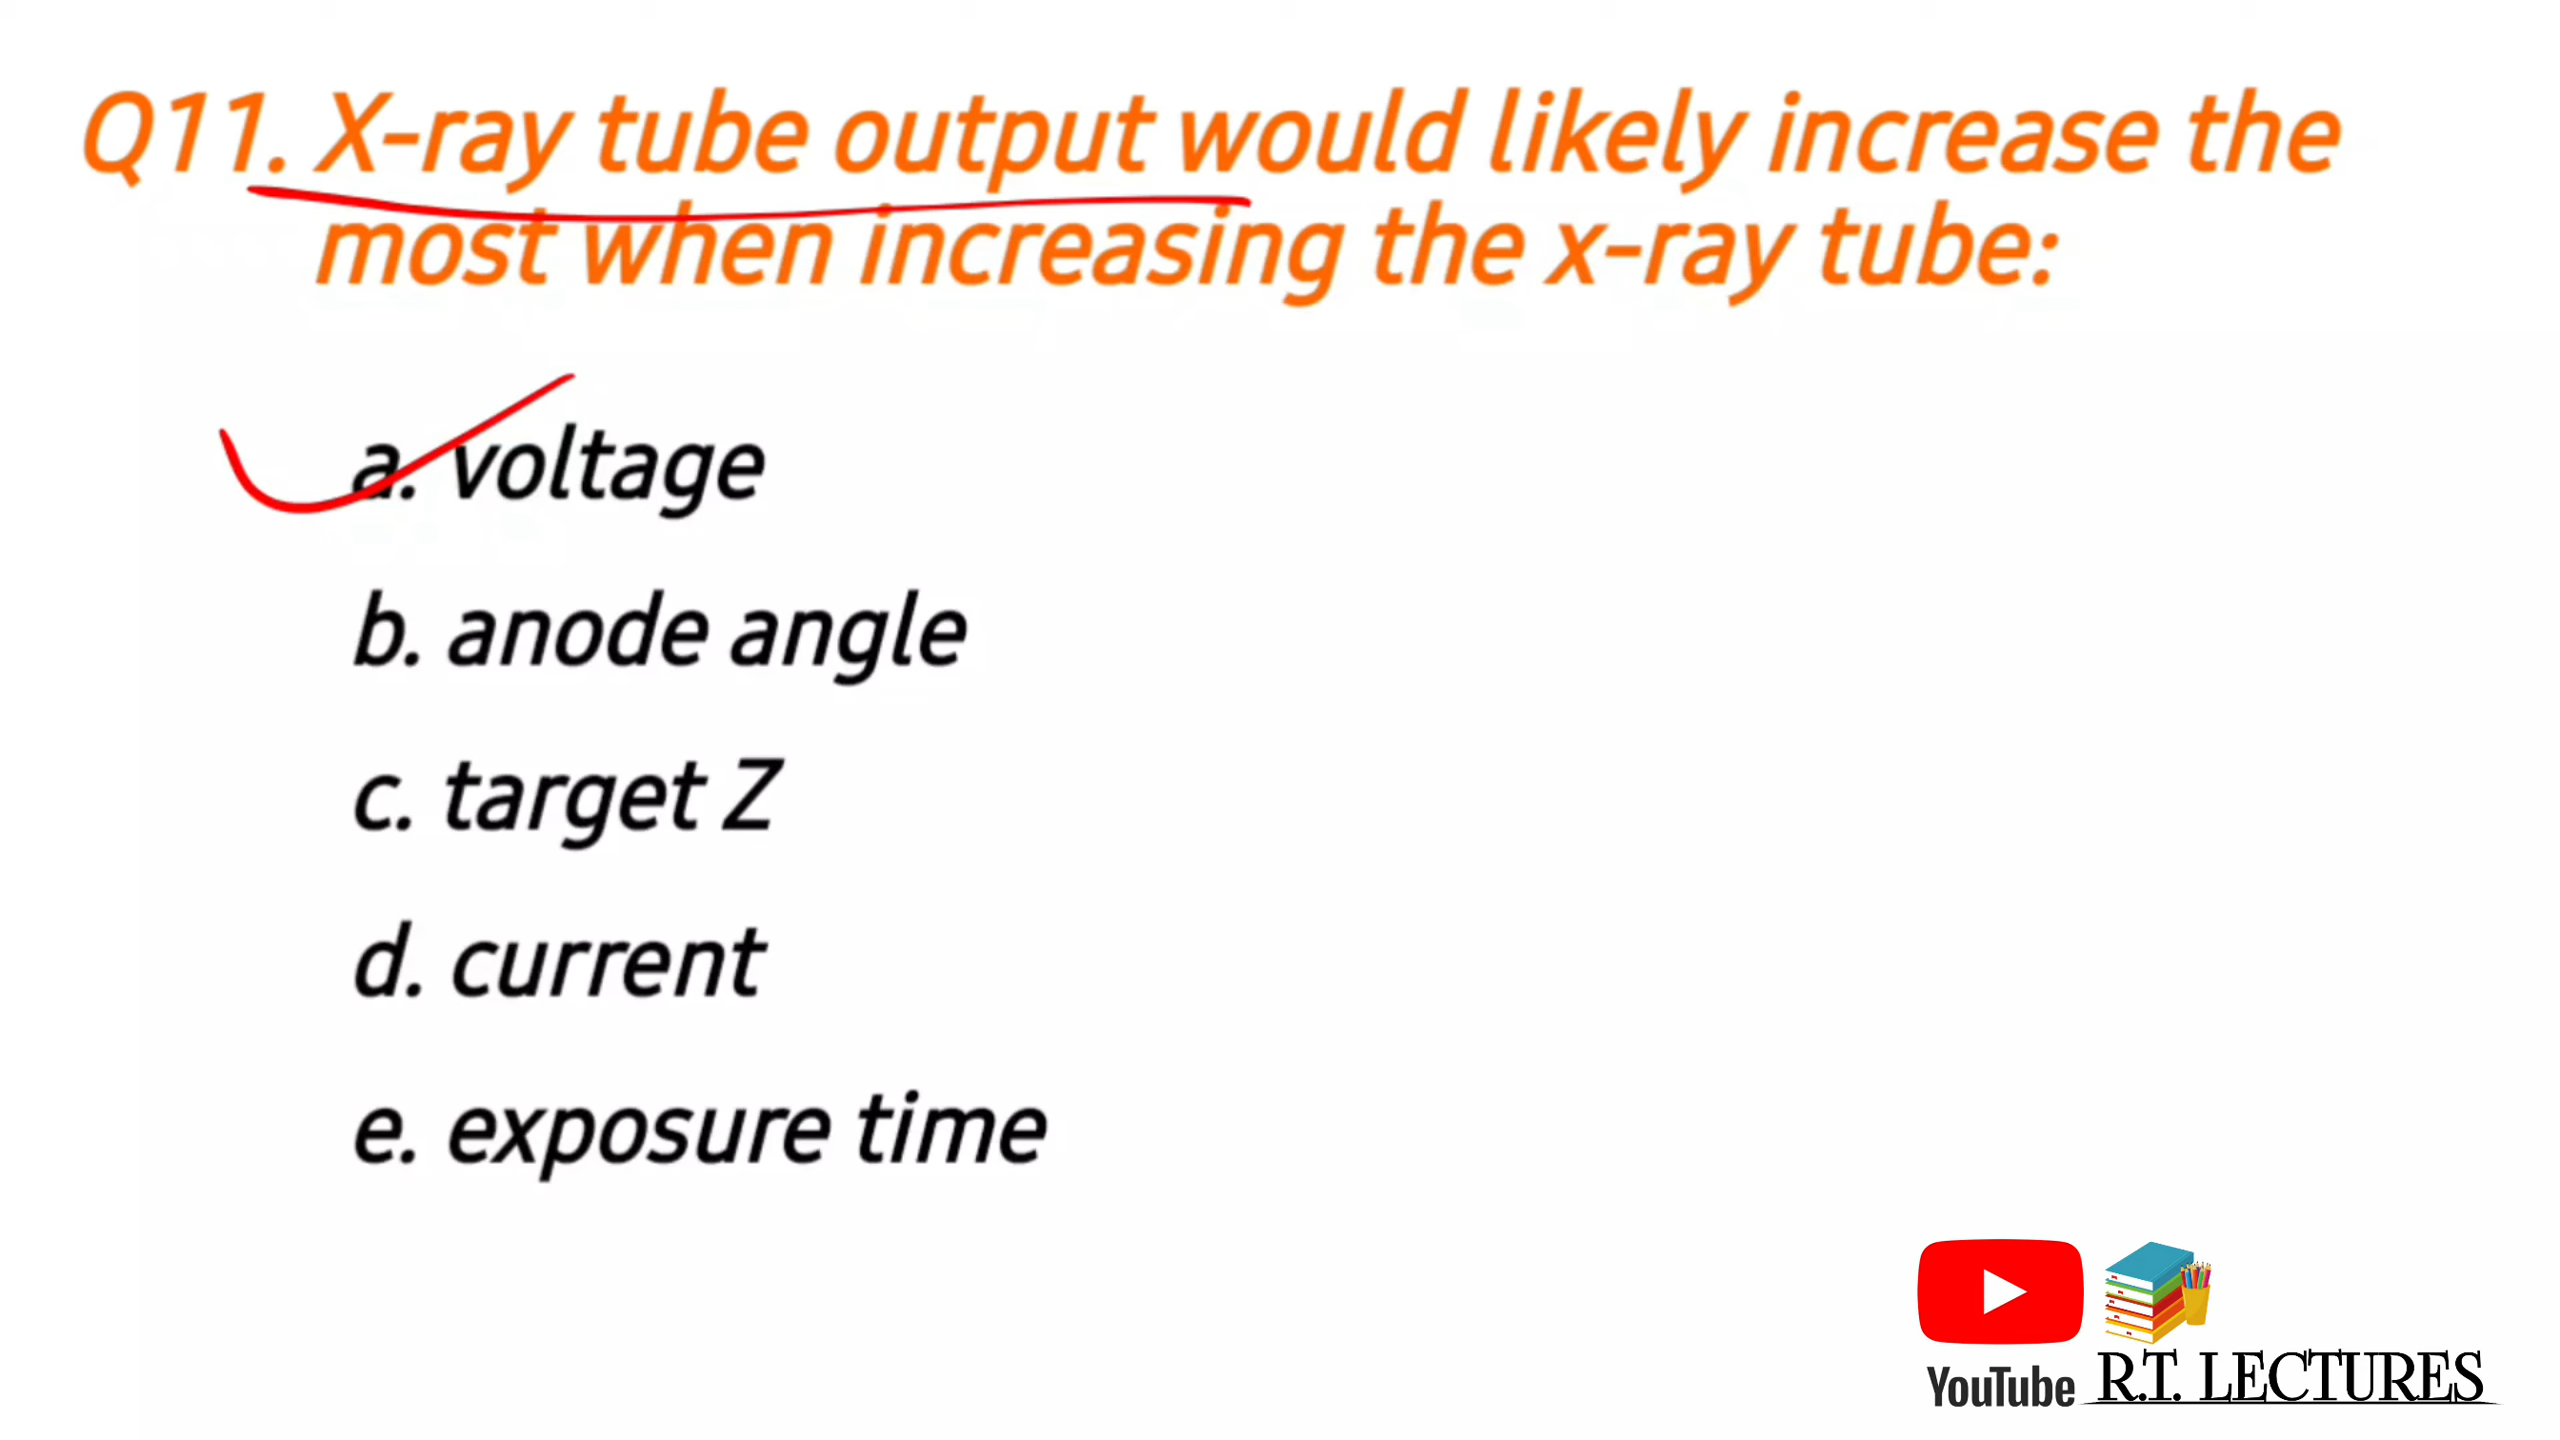 Q11. X-ray tube output would likely increase the
most when increasing the x-ray tube:
a. voltage
b. anode angle
c. target Z
d. current
e. exposure time
YouTube R.T. LECTURES